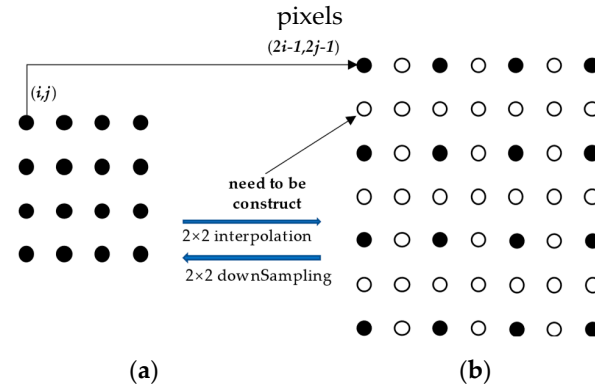 pixels
(2i-1,2j-1)
(i,j)
need to be
construct
2×2 interpolation
2×2 downSampling
(a)
(b)